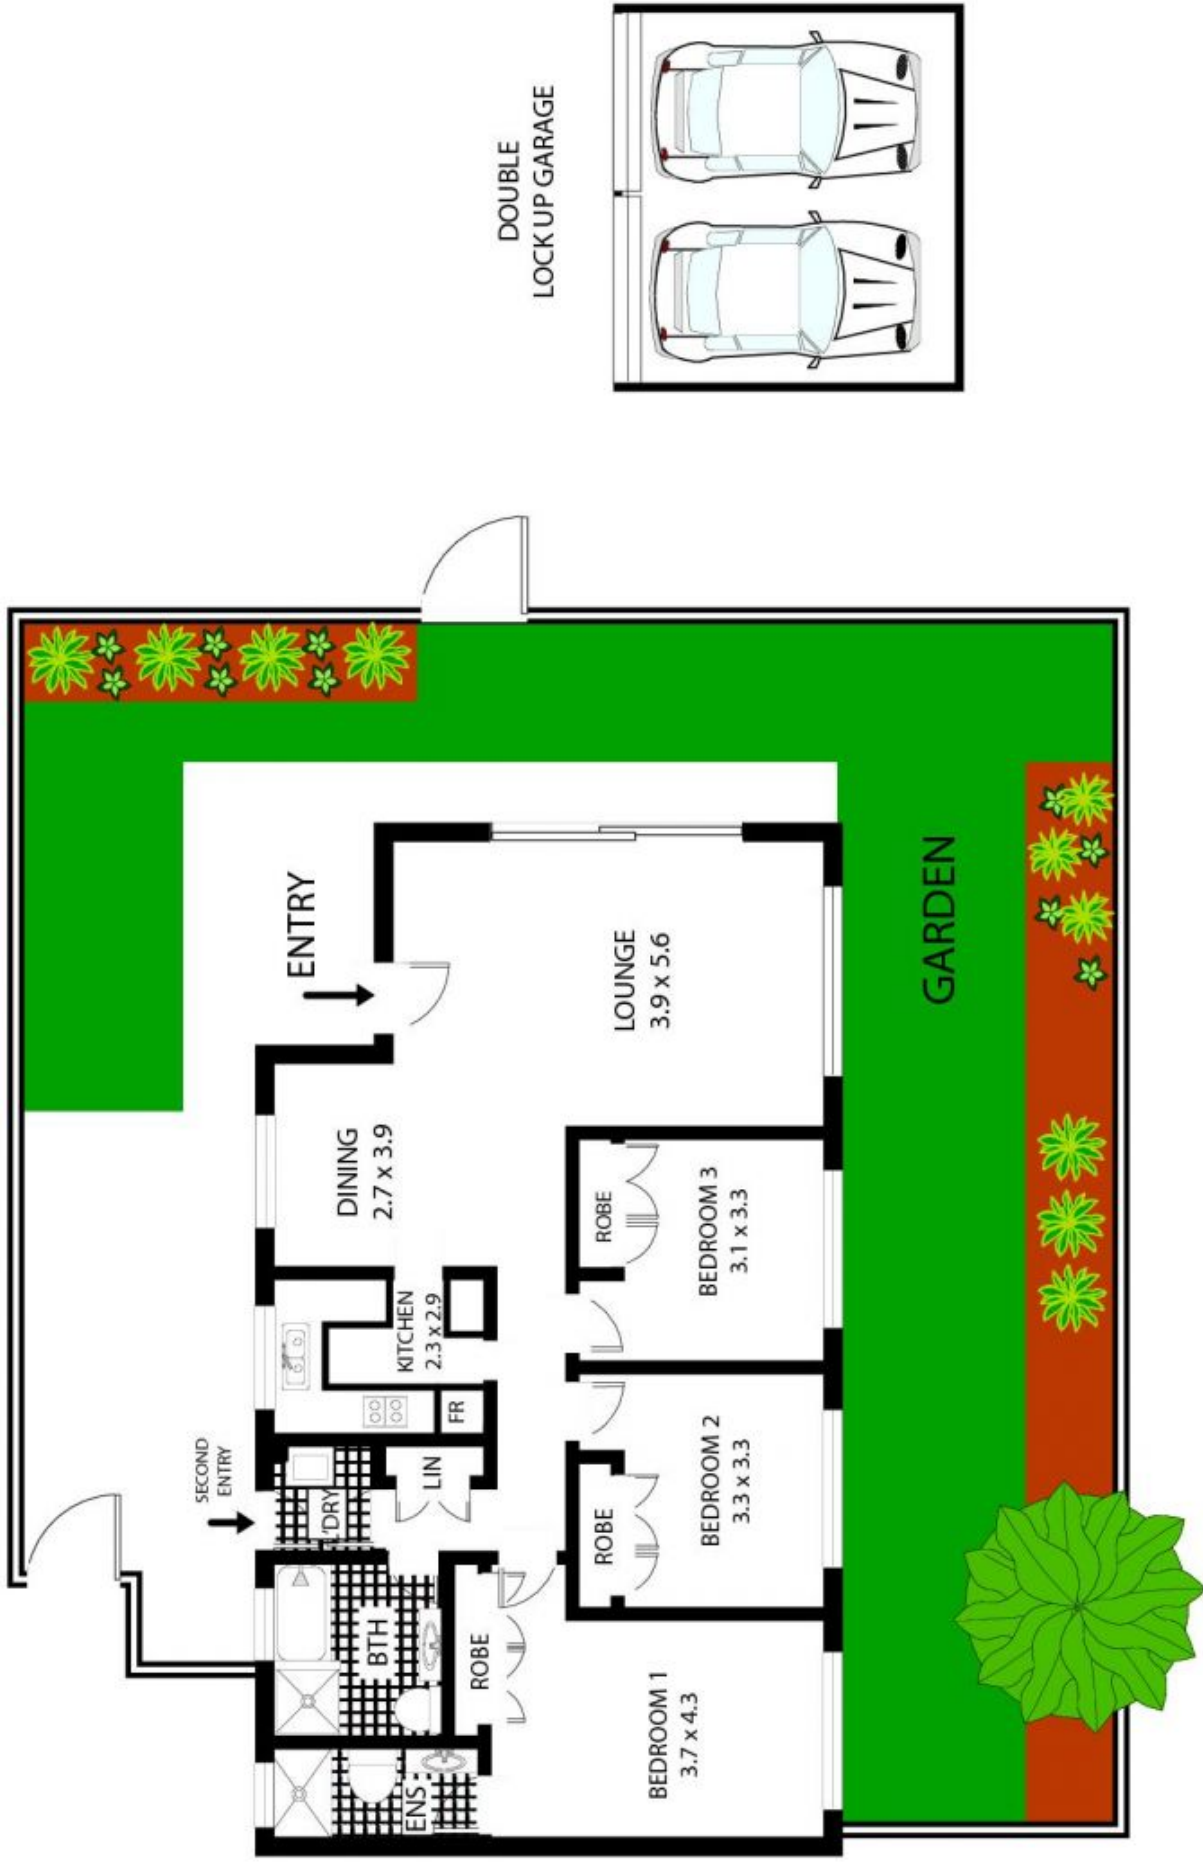 DOUBLE
LOCK UP GARAGE
ENTRY
LOUNGE
3.9 x 5.6
GARDEN
DINING
2.7 x 3.9
ROBE
BEDROOM 3
3.1 x 3.3
KITCHEN
2.3 x 2.9
FR
SECOND
ENTRY
L'DRY
LIN
ROBE
BEDROOM 2
3.3 x 3.3
BTH
ROBE
BEDROOM 1
3.7 x 4.3
ENS